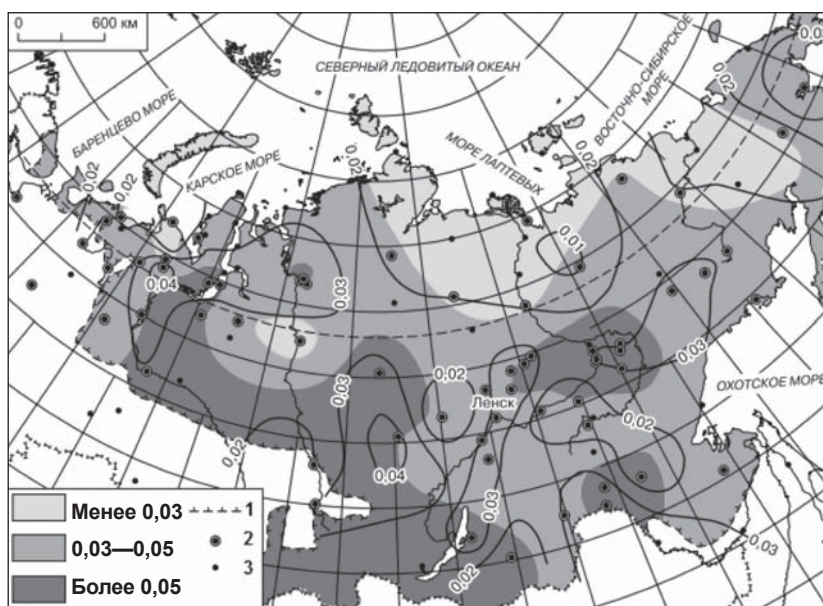 0 600 км
СЕВЕРНЫЙ ЛЕДОВИТЫЙ ОКЕАН
БАРЕНЦЕВО МОРЕ
КАРСКОЕ МОРЕ
МОРЕ ЛАПТЕВЫХ
ВОСТОЧНО-СИБИРСКОЕ
МОРЕ
0,02
0,02
0,02
0,02
0,02
0,01
0,04
0,03
0,03
0,02
0,03
Ленск
ОХОТСКОЕ МОРЕ
0,02
0,02
0,04
0,03
0,03
0,02
Менее 0,03 1
0,03—0,05 2
Более 0,05 3